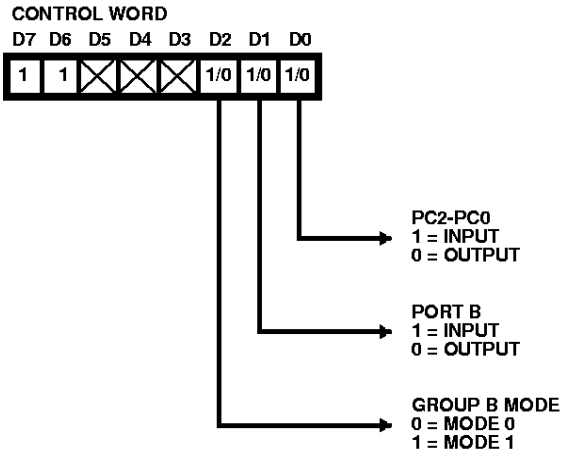 CONTROL WORD
D7 D6 D5 D4 D3 D2 D1 D0
1 1 1/0 1/0 1/0
PC2-PC0
1 = INPUT
0 = OUTPUT
PORT B
1 = INPUT
0 = OUTPUT
GROUP B MODE
0 = MODE 0
1 = MODE 1